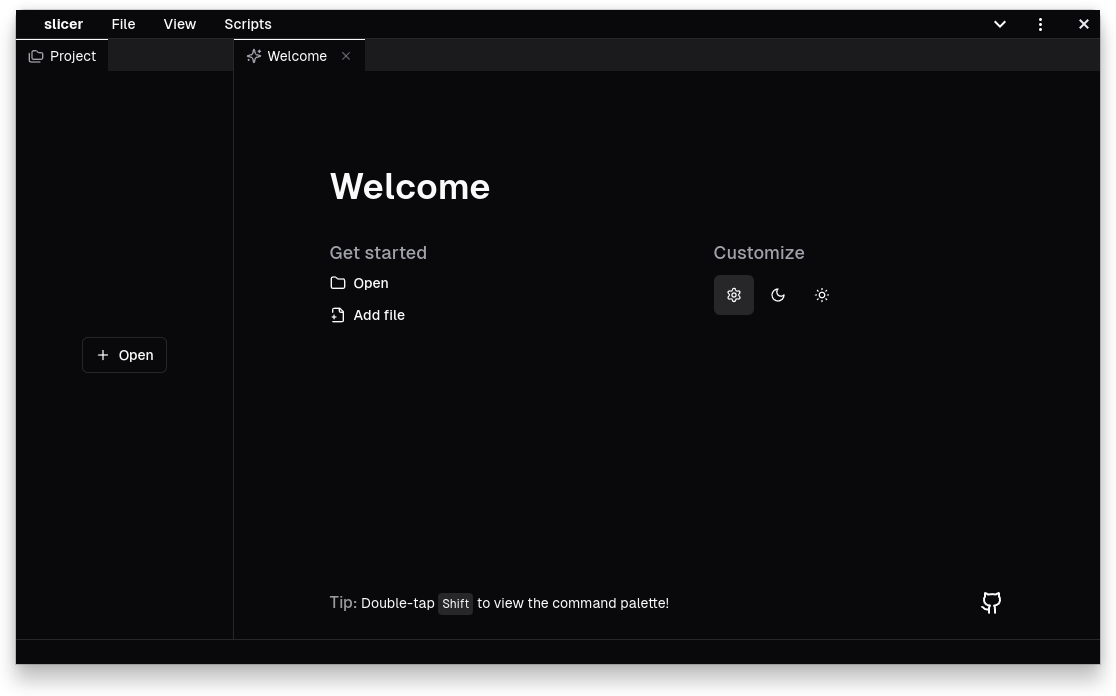 slicer File View Scripts
Project
Welcome
Welcome
Get started
Open
Add file
Customize
Open
Tip: Double-tap Shift to view the command palette!